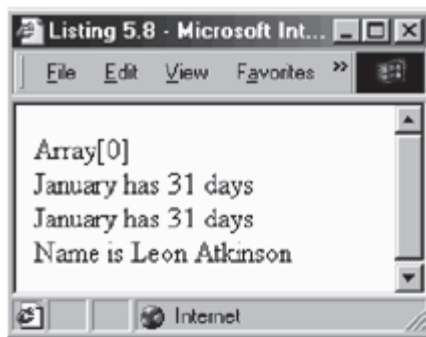 Listing 5.8 - Microsoft Int...
File Edit View Favorites »
Array[0]
January has 31 days
January has 31 days
Name is Leon Atkinson
Internet